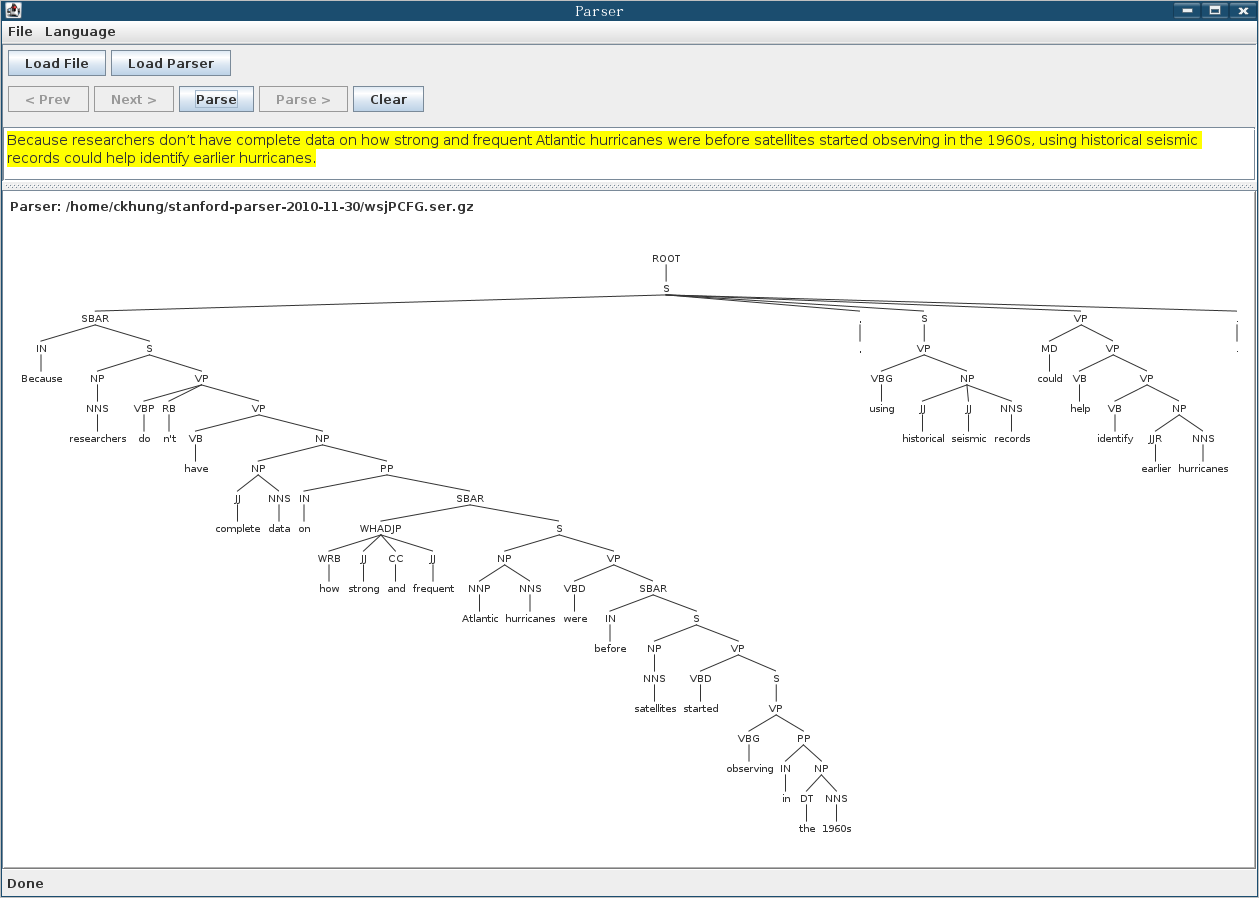 Parser
File Language
Load File Load Parser
< Prev Next > Parse Parse > Clear
Because researchers don’t have complete data on how strong and frequent Atlantic hurricanes were before satellites started observing in the 1960s, using historical seismic
records could help identify earlier hurricanes.
Parser: /home/ckhung/stanford-parser-2010-11-30/wsjPCFG.ser.gz
ROOT
S
SBAR , S VP .
IN S , VP MD VP .
Because NP VP VBG NP could VB VP
NNS VBP RB VP using JJ JJ NNS help VB NP
researchers do n't VB NP historical seismic records identify JJR NNS
have NP PP earlier hurricanes
JJ NNS IN SBAR
complete data on WHADJP S
WRB JJ CC JJ NP VP
how strong and frequent NNP NNS VBD SBAR
Atlantic hurricanes were IN S
before NP VP
NNS VBD S
satellites started VP
VBG PP
observing IN NP
in DT NNS
the 1960s
Done